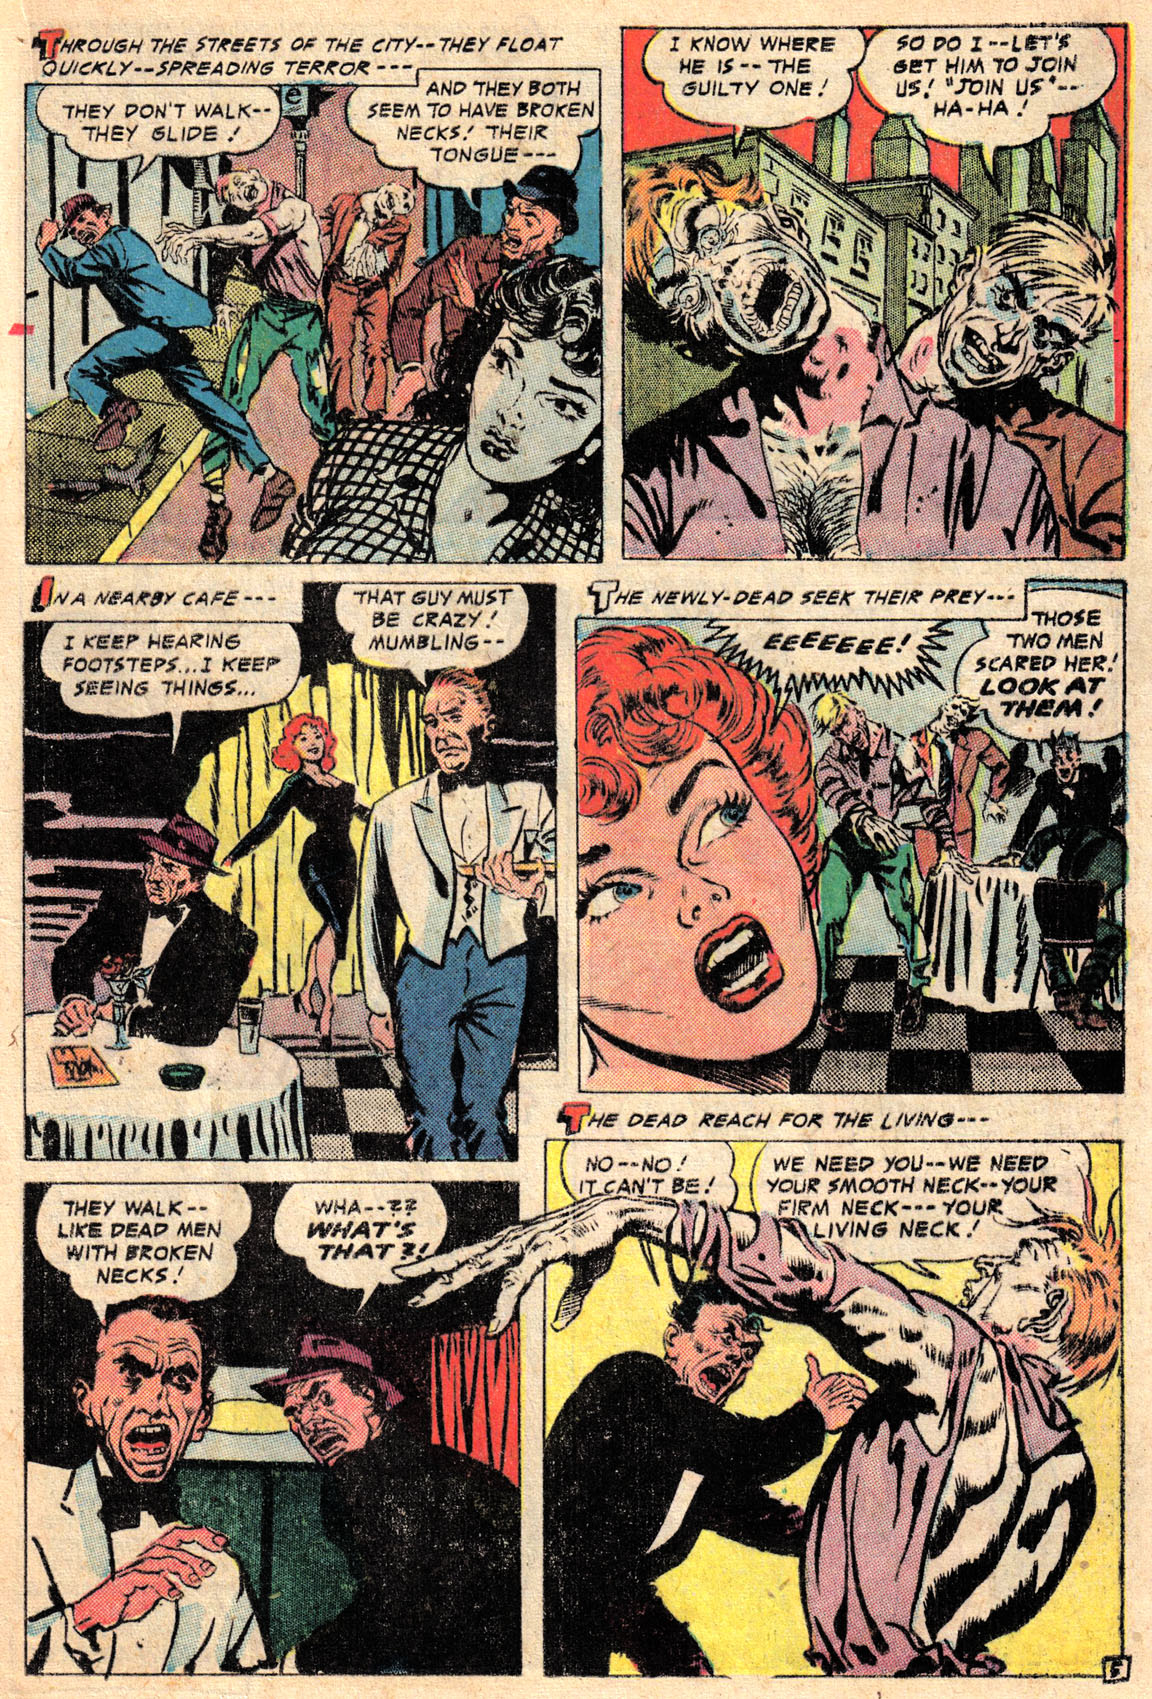 THROUGH THE STREETS OF THE CITY--THEY FLOAT
QUICKLY--SPREADING TERROR---
THEY DON'T WALK--
THEY GLIDE!
AND THEY BOTH
SEEM TO HAVE BROKEN
NECKS! THEIR
TONGUE---
e
I KNOW WHERE
HE IS--THE
GUILTY ONE!
SO DO I--LET'S
GET HIM TO JOIN
US! "JOIN US"--
HA-HA!
IN A NEARBY CAFE---
I KEEP HEARING
FOOTSTEPS...I KEEP
SEEING THINGS...
THAT GUY MUST
BE CRAZY!
MUMBLING--
THE NEWLY-DEAD SEEK THEIR PREY---
EEEEEEE!
THOSE
TWO MEN
SCARED HER!
LOOK AT
THEM!
THEY WALK--
LIKE DEAD MEN
WITH BROKEN
NECKS!
WHA--??
WHAT'S
THAT?!
THE DEAD REACH FOR THE LIVING---
NO--NO!
IT CAN'T BE!
WE NEED YOU--WE NEED
YOUR SMOOTH NECK--YOUR
FIRM NECK---YOUR
LIVING NECK!
5